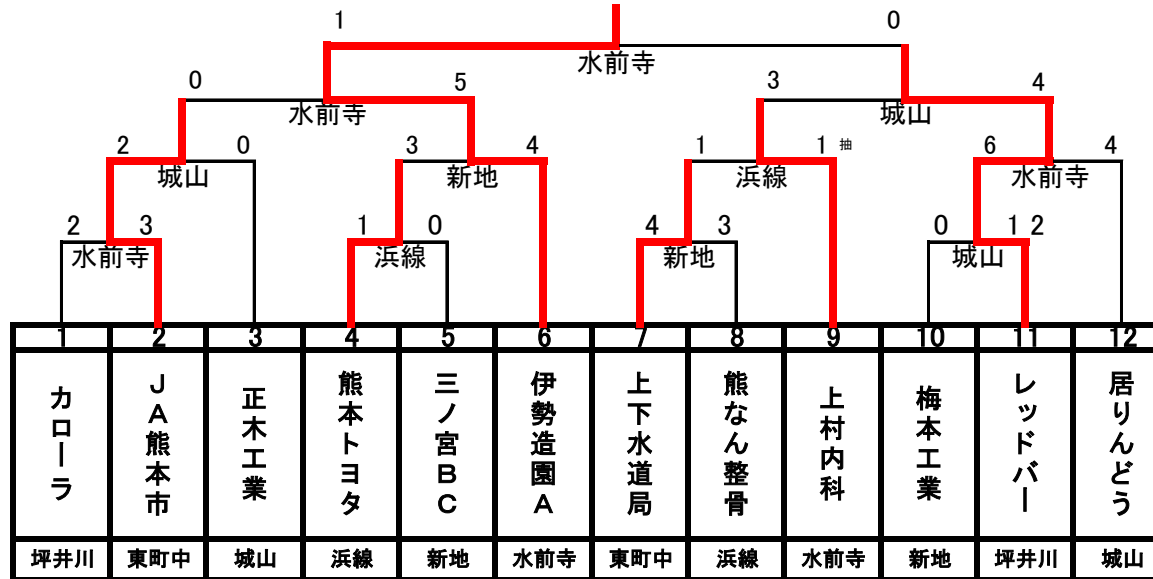 1 0
水前寺
0 5 3 4
水前寺 城山
2 0 3 4 1 1 抽 6 4
城山 新地 浜線 水前寺
2 3 1 0 4 3 0 12
水前寺 浜線 新地 城山
1 2 3 4 5 6 7 8 9 10 11 12
カローラ
JA熊本市
正木工業
熊本トヨタ
三ノ宮BC
伊勢造園A
上下水道局
熊なん整骨
上村内科
梅本工業
レッドバー
居りんどう
坪井川 東町中 城山 浜線 新地 水前寺 東町中 浜線 水前寺 新地 坪井川 城山